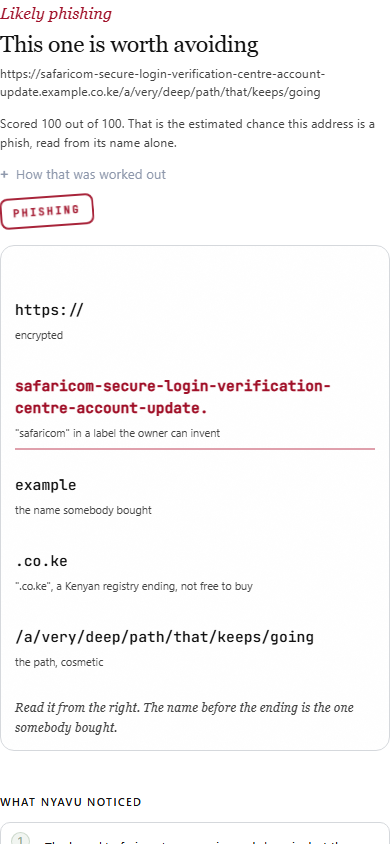 Likely phishing
This one is worth avoiding
https://safaricom-secure-login-verification-centre-account-
update.example.co.ke/a/very/deep/path/that/keeps/going
Scored 100 out of 100. That is the estimated chance this address is a
phish, read from its name alone.
+ How that was worked out
PHISHING
https://
encrypted
safaricom-secure-login-verification-
centre-account-update.
"safaricom" in a label the owner can invent
example
the name somebody bought
.co.ke
".co.ke", a Kenyan registry ending, not free to buy
/a/very/deep/path/that/keeps/going
the path, cosmetic
Read it from the right. The name before the ending is the one
somebody bought.
WHAT NYAVU NOTICED
1